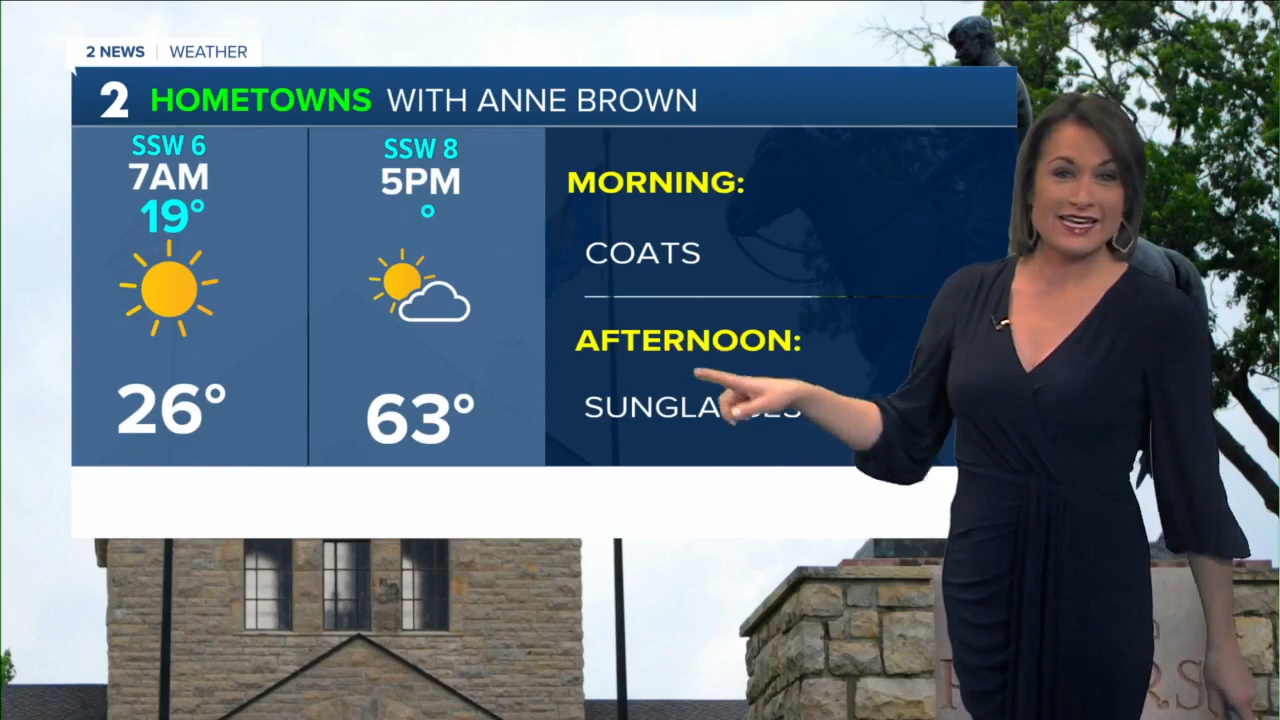 2 NEWS | WEATHER
2 HOMETOWNS WITH ANNE BROWN
SSW 6
7AM
19°
26°
SSW 8
5PM
°
63°
MORNING:
COATS
AFTERNOON: